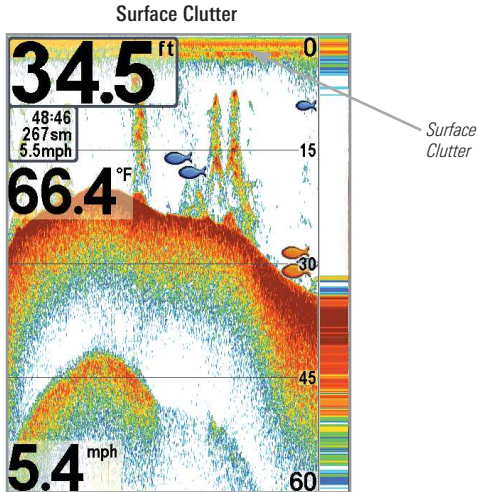 Surface Clutter
34.5 ft
0
48:46
267sm
5.5mph
Surface
Clutter
15
66.4 °F
30
45
5.4 mph
60